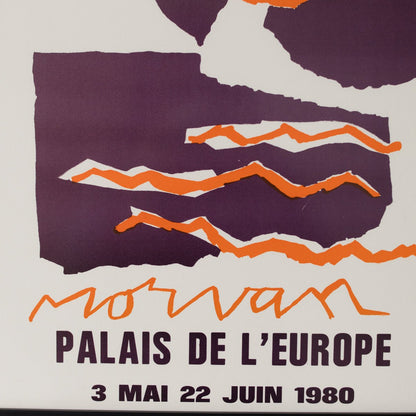 morvan
PALAIS DE L'EUROPE
3 MAI 22 JUIN 1980